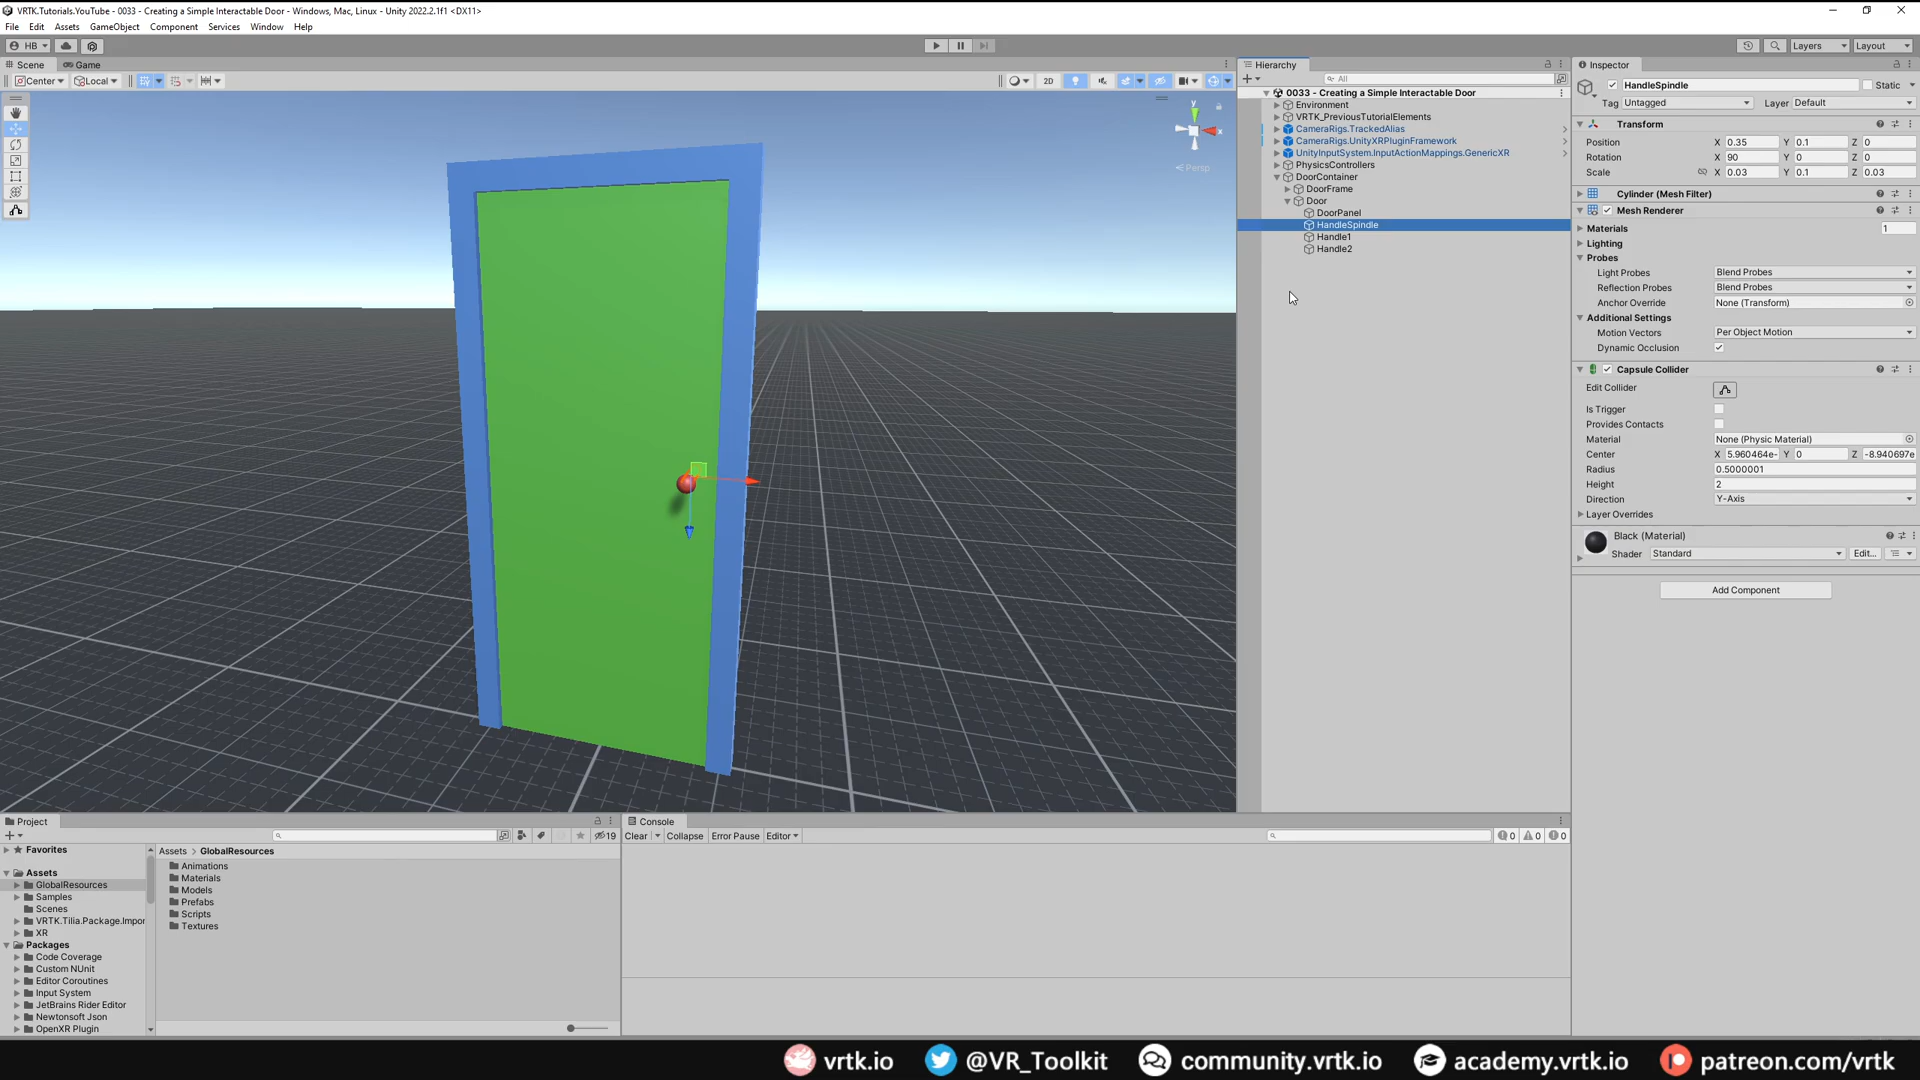 VRTK.Tutorials.YouTube - 0033 - Creating a Simple Interactable Door - Windows, Mac, Linux - Unity 2022.2.1f1 <DX11>
File Edit Assets GameObject Component Services Window Help
HB Layers Layout
Scene Game
Center Local 2D
y
Persp
Hierarchy
All
0033 - Creating a Simple Interactable Door
Environment
VRTK_PreviousTutorialElements
CameraRigs.TrackedAlias
CameraRigs.UnityXRPluginFramework
UnityInputSystem.InputActionMappings.GenericXR
PhysicsControllers
DoorContainer
DoorFrame
Door
DoorPanel
HandleSpindle
Handle1
Handle2
Inspector
HandleSpindle Static
Tag Untagged Layer Default
Transform
Position X 0.35 Y 0.1 Z 0
Rotation X 90 Y 0 Z 0
Scale X 0.03 Y 0.1 Z 0.03
Cylinder (Mesh Filter)
Mesh Renderer
Materials 1
Lighting
Probes
Light Probes Blend Probes
Reflection Probes Blend Probes
Anchor Override None (Transform)
Additional Settings
Motion Vectors Per Object Motion
Dynamic Occlusion
Capsule Collider
Edit Collider
Is Trigger
Provides Contacts
Material None (Physic Material)
Center X 5.960464e- Y 0 Z -8.940697e
Radius 0.5000001
Height 2
Direction Y-Axis
Layer Overrides
Black (Material)
Shader Standard Edit...
Add Component
Project
19
Favorites
Assets
GlobalResources
Samples
Scenes
VRTK.Tilia.Package.Impor
XR
Packages
Code Coverage
Custom NUnit
Editor Coroutines
Input System
JetBrains Rider Editor
Newtonsoft Json
OpenXR Plugin
Assets > GlobalResources
Animations
Materials
Models
Prefabs
Scripts
Textures
Console
Clear Collapse Error Pause Editor 0 0 0
vrtk.io @VR_Toolkit community.vrtk.io academy.vrtk.io patreon.com/vrtk